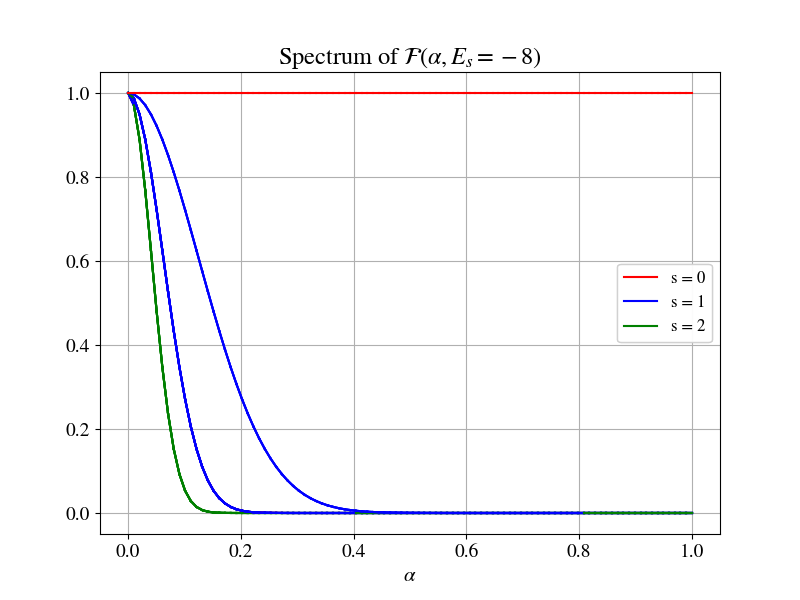 Spectrum of ℱ(α, E_s = −8)
1.0
0.8
0.6
0.4
0.2
0.0
s = 0
s = 1
s = 2
0.0 0.2 0.4 0.6 0.8 1.0
α